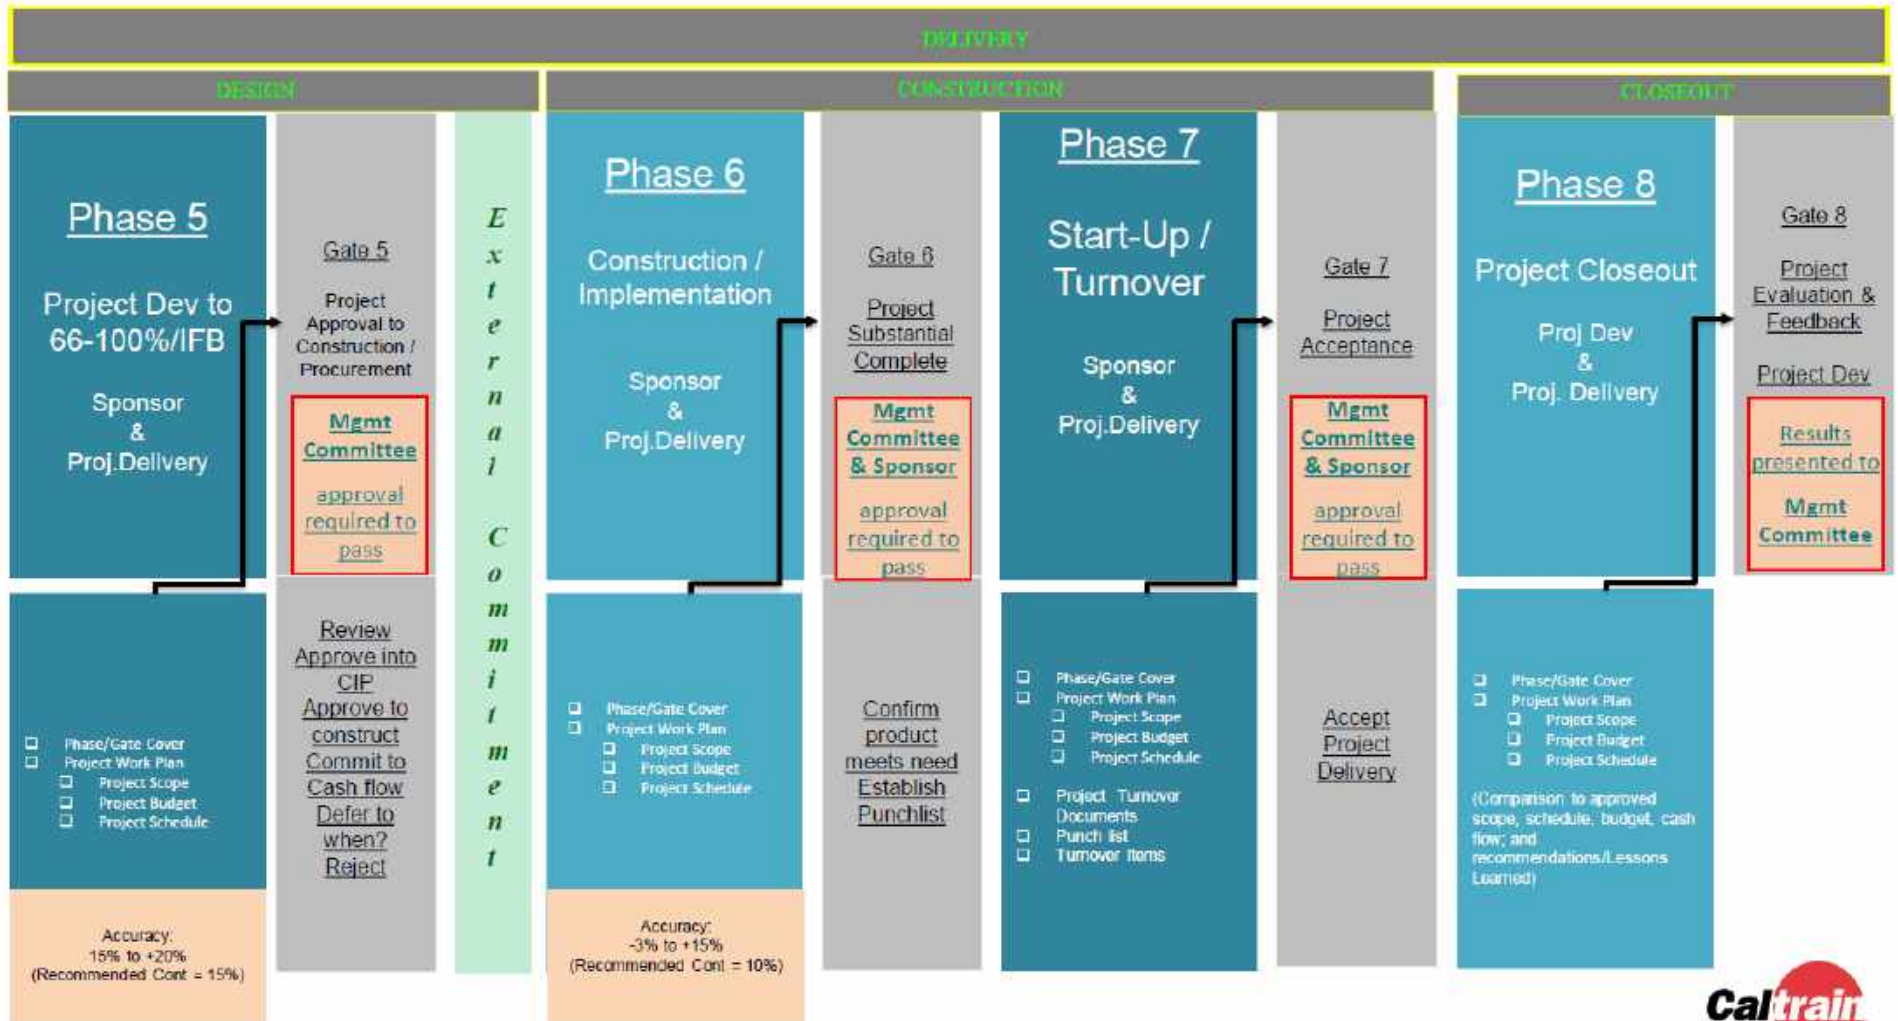 DELIVERY
DESIGN
CONSTRUCTION
CLOSEOUT
Phase 5
Project Dev to
66-100%/IFB
Sponsor
&
Proj.Delivery
❑ Phase/Gate Cover
❑ Project Work Plan
❑ Project Scope
❑ Project Budget
❑ Project Schedule
Accuracy:
15% to +20%
(Recommended Cont = 15%)
Gate 5
Project
Approval to
Construction /
Procurement
Mgmt
Committee
approval
required to
pass
Review
Approve into
CIP
Approve to
construct
Commit to
Cash flow
Defer to
when?
Reject
External Commitment
Phase 6
Construction /
Implementation
Sponsor
&
Proj.Delivery
❑ Phase/Gate Cover
❑ Project Work Plan
❑ Project Scope
❑ Project Budget
❑ Project Schedule
Accuracy:
-3% to +15%
(Recommended Cont = 10%)
Gate 6
Project
Substantial
Complete
Mgmt
Committee
& Sponsor
approval
required to
pass
Confirm
product
meets need
Establish
Punchlist
Phase 7
Start-Up /
Turnover
Sponsor
&
Proj.Delivery
❑ Phase/Gate Cover
❑ Project Work Plan
❑ Project Scope
❑ Project Budget
❑ Project Schedule
❑ Project Turnover
Documents
❑ Punch list
❑ Turnover Items
Gate 7
Project
Acceptance
Mgmt
Committee
& Sponsor
approval
required to
pass
Accept
Project
Delivery
Phase 8
Project Closeout
Proj Dev
&
Proj. Delivery
❑ Phase/Gate Cover
❑ Project Work Plan
❑ Project Scope
❑ Project Budget
❑ Project Schedule
(Comparison to approved
scope, schedule, budget, cash
flow; and
recommendations/Lessons
Learned)
Gate 8
Project
Evaluation &
Feedback
Project Dev
Results
presented to
Mgmt
Committee
Caltrain